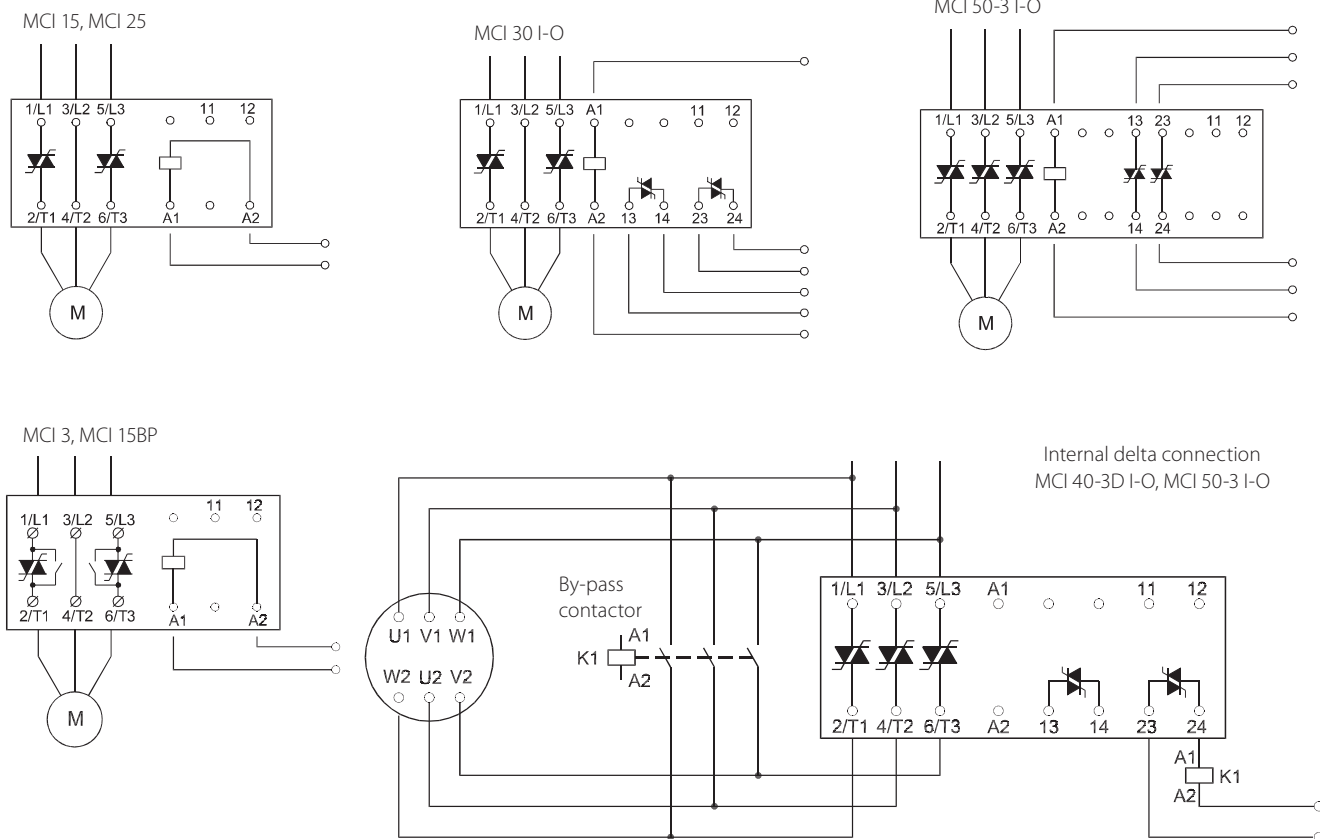 MCI 15, MCI 25
1/L1 3/L2 5/L3 11 12
2/T1 4/T2 6/T3 A1 A2
M
MCI 30 I-O
1/L1 3/L2 5/L3 A1 11 12
2/T1 4/T2 6/T3 A2 13 14 23 24
M
MCI 50-3 I-O
1/L1 3/L2 5/L3 A1 13 23 11 12
2/T1 4/T2 6/T3 A2 14 24
M
MCI 3, MCI 15BP
11 12
1/L1 3/L2 5/L3
2/T1 4/T2 6/T3 A1 A2
M
Internal delta connection
MCI 40-3D I-O, MCI 50-3 I-O
U1 V1 W1
W2 U2 V2
By-pass
contactor
A1
K1
A2
1/L1 3/L2 5/L3 A1 11 12
2/T1 4/T2 6/T3 A2 13 14 23 24
A1
K1
A2